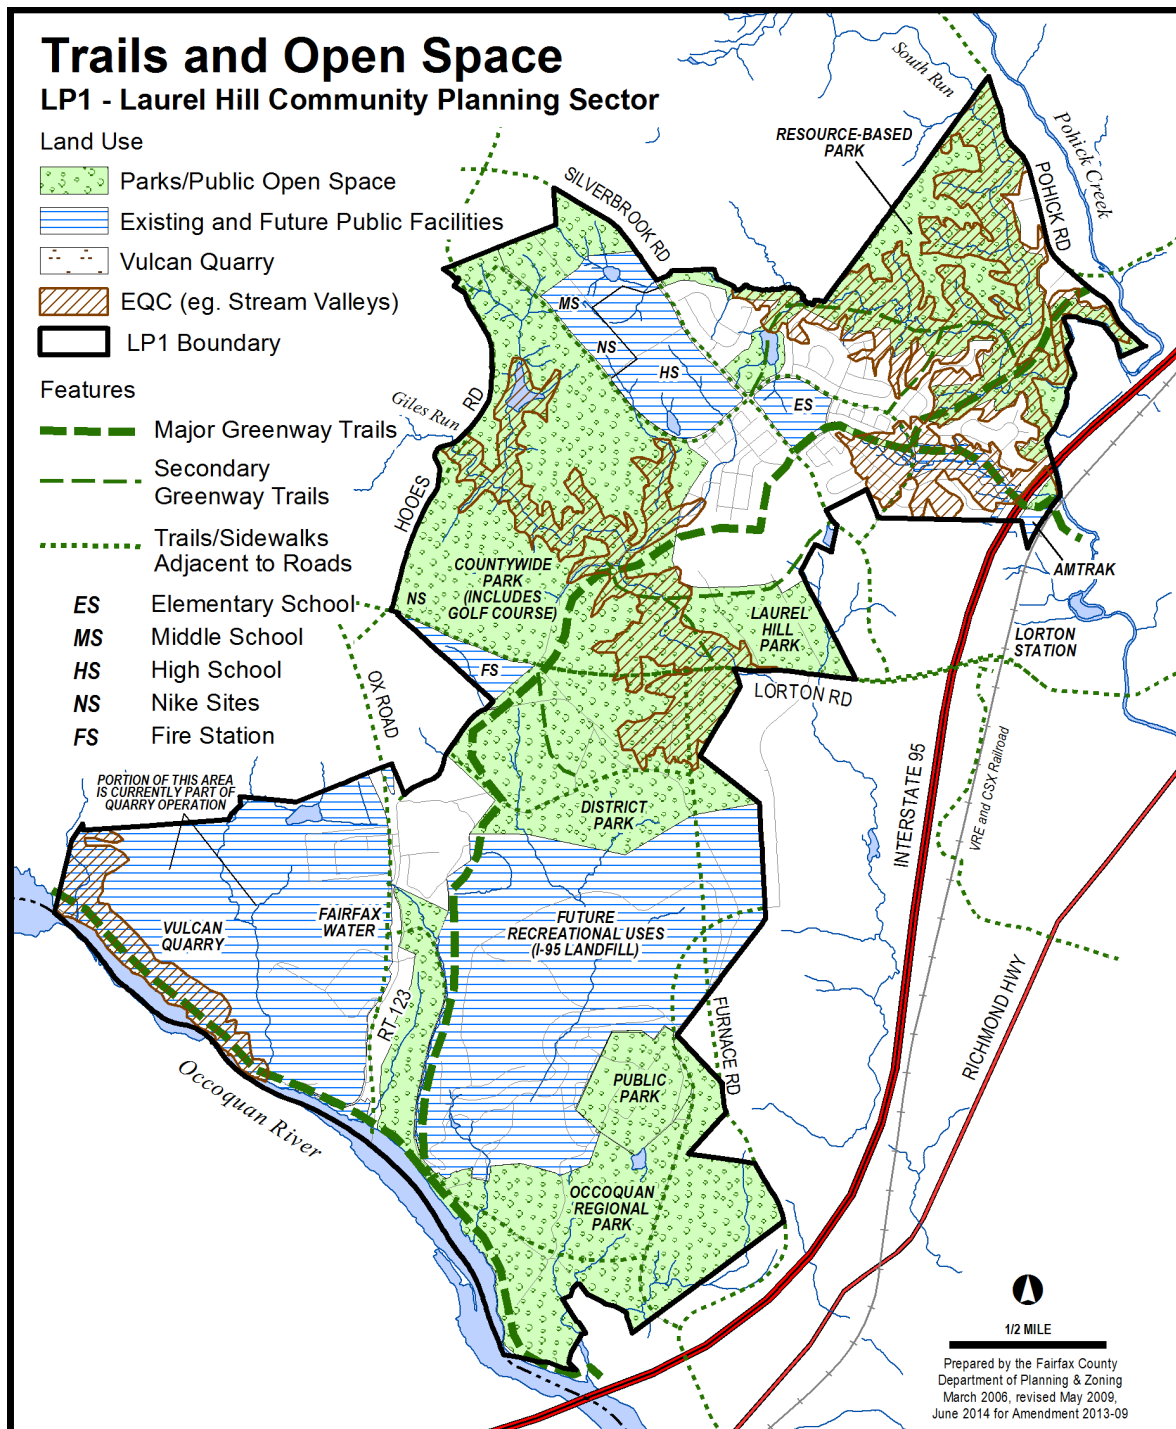 Trails and Open Space
LP1 - Laurel Hill Community Planning Sector
Land Use
Parks/Public Open Space
Existing and Future Public Facilities
Vulcan Quarry
EQC (eg. Stream Valleys)
LP1 Boundary
Features
Major Greenway Trails
Secondary
Greenway Trails
Trails/Sidewalks
Adjacent to Roads
ES Elementary School
MS Middle School
HS High School
NS Nike Sites
FS Fire Station
South Run
Pohick Creek
RESOURCE-BASED
PARK
POHICK RD
SILVERBROOK RD
MS
NS
HS
ES
Giles Run
HOOES
RD
COUNTYWIDE
PARK
(INCLUDES
GOLF COURSE)
NS
LAUREL
HILL
PARK
AMTRAK
LORTON
STATION
FS
LORTON RD
OX ROAD
PORTION OF THIS AREA
IS CURRENTLY PART OF
QUARRY OPERATION
DISTRICT
PARK
INTERSTATE 95
VRE and CSX Railroad
VULCAN
QUARRY
FAIRFAX
WATER
FUTURE
RECREATIONAL USES
(I-95 LANDFILL)
RT 123
FURNACE RD
RICHMOND HWY
PUBLIC
PARK
Occoquan River
OCCOQUAN
REGIONAL
PARK
1/2 MILE
Prepared by the Fairfax County
Department of Planning & Zoning
March 2006, revised May 2009,
June 2014 for Amendment 2013-09